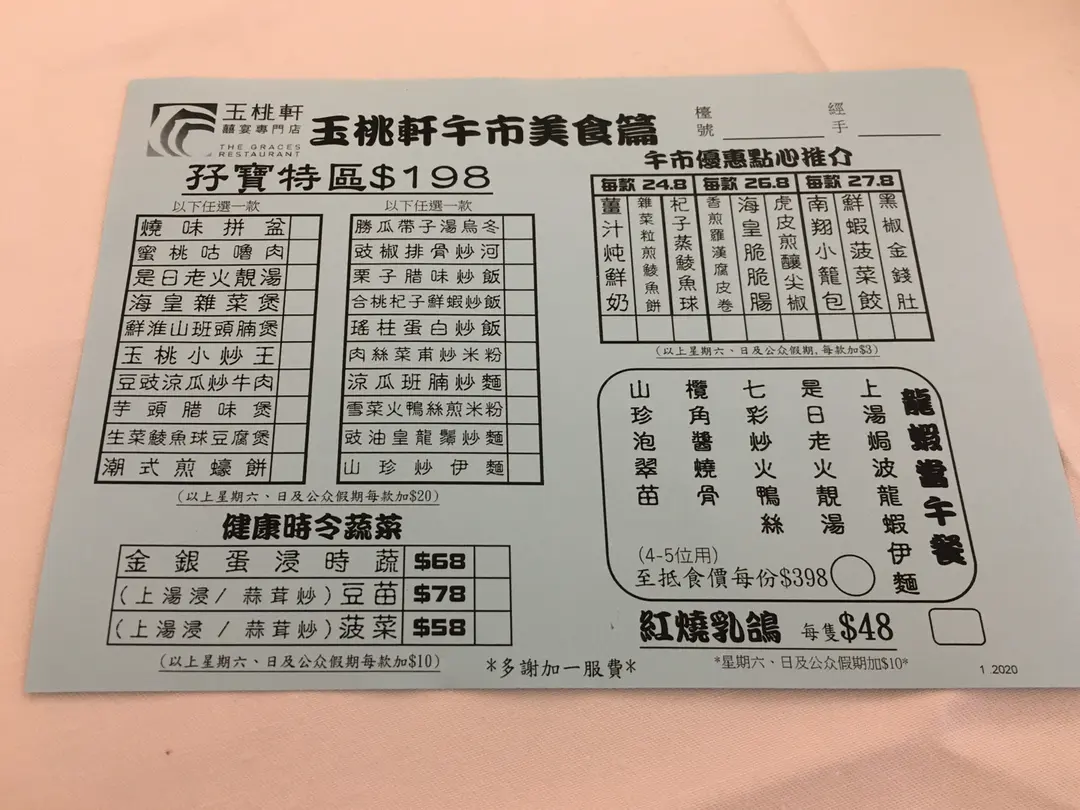 玉桃軒
囍宴專門店
THE GRACES
RESTAURANT
玉桃軒午市美食篇
檯號
經手
孖寶特區$198
以下任選一款
燒味拼盆
蜜桃咕嚕肉
是日老火靚湯
海皇雜菜煲
鮮淮山班頭腩煲
玉桃小炒王
豆豉涼瓜炒牛肉
芋頭腊味煲
生菜鯪魚球豆腐煲
潮式煎蠔餅
以下任選一款
勝瓜帶子湯烏冬
豉椒排骨炒河
栗子腊味炒飯
合桃杞子鮮蝦炒飯
瑤柱蛋白炒飯
肉絲菜甫炒米粉
涼瓜班腩炒麵
雪菜火鴨絲煎米粉
豉油皇龍鬚炒麵
山珍炒伊麵
(以上星期六、日及公众假期每款加$20)
健康時令蔬菜
金銀蛋浸時蔬 $68
(上湯浸/蒜茸炒)豆苗 $78
(上湯浸/蒜茸炒)菠菜 $58
(以上星期六、日及公众假期每款加$10)
*多謝加一服費*
午市優惠點心推介
每款 24.8
薑汁炖鮮奶
雜菜粒煎鯪魚餅
杞子蒸鯪魚球
每款 26.8
香煎羅漢腐皮卷
海皇脆脆腸
虎皮煎釀尖椒
每款 27.8
南翔小籠包
鮮蝦菠菜餃
黑椒金錢肚
(以上星期六、日及公众假期,每款加$3)
龍蝦當午餐
上湯焗波龍蝦伊麵
是日老火靚湯
七彩炒火鴨絲
欖角醬燒骨
山珍泡翠苗
(4-5位用)
至抵食價每份$398
紅燒乳鴿 每隻$48
*星期六、日及公众假期加$10*
1.2020